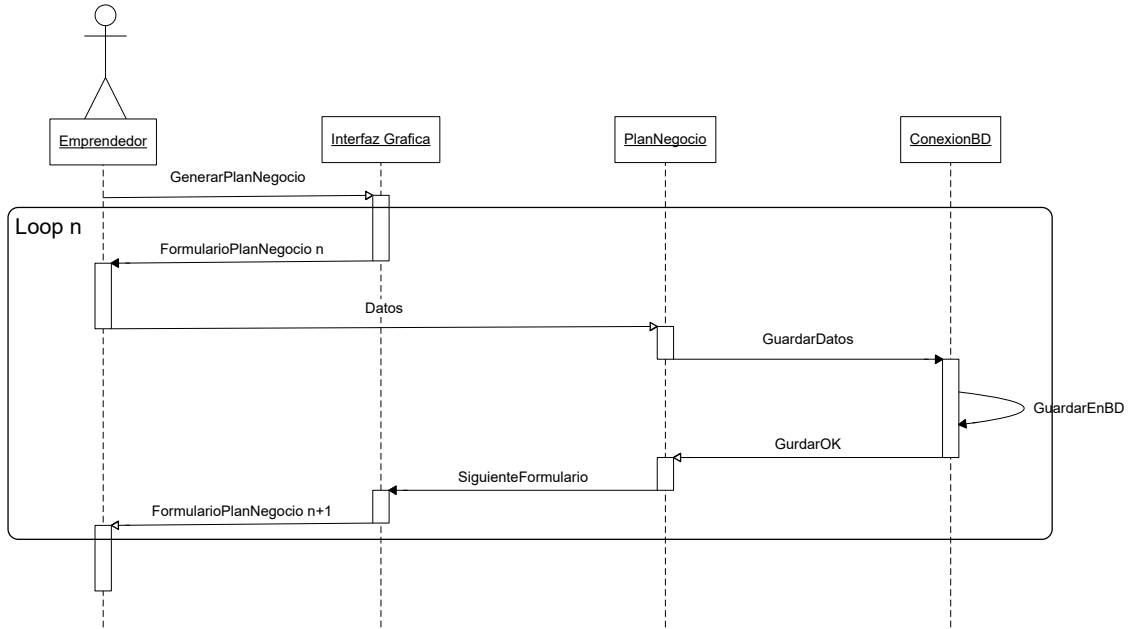 Emprendedor
Interfaz Grafica
PlanNegocio
ConexionBD
GenerarPlanNegocio
Loop n
FormularioPlanNegocio n
Datos
GuardarDatos
GuardarEnBD
GurdarOK
SiguienteFormulario
FormularioPlanNegocio n+1